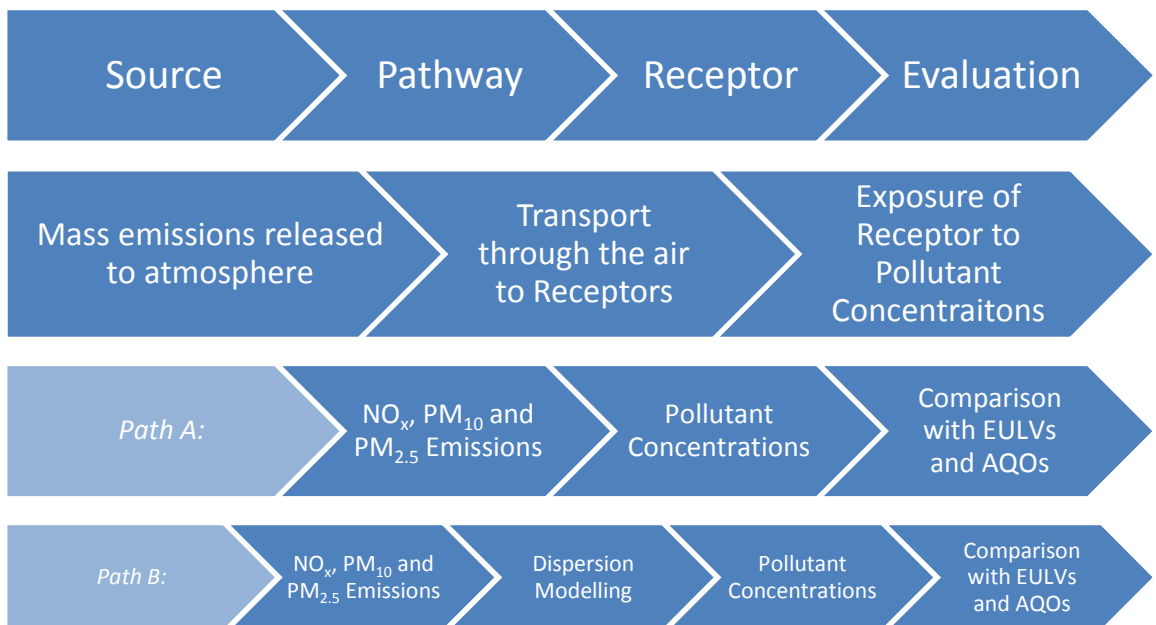 Source
Pathway
Receptor
Evaluation
Mass emissions released
to atmosphere
Transport
through the air
to Receptors
Exposure of
Receptor to
Pollutant
Concentraitons
Path A:
NOₓ, PM₁₀ and
PM₂.₅ Emissions
Pollutant
Concentrations
Comparison
with EULVs
and AQOs
Path B:
NOₓ, PM₁₀ and
PM₂.₅ Emissions
Dispersion
Modelling
Pollutant
Concentrations
Comparison
with EULVs
and AQOs